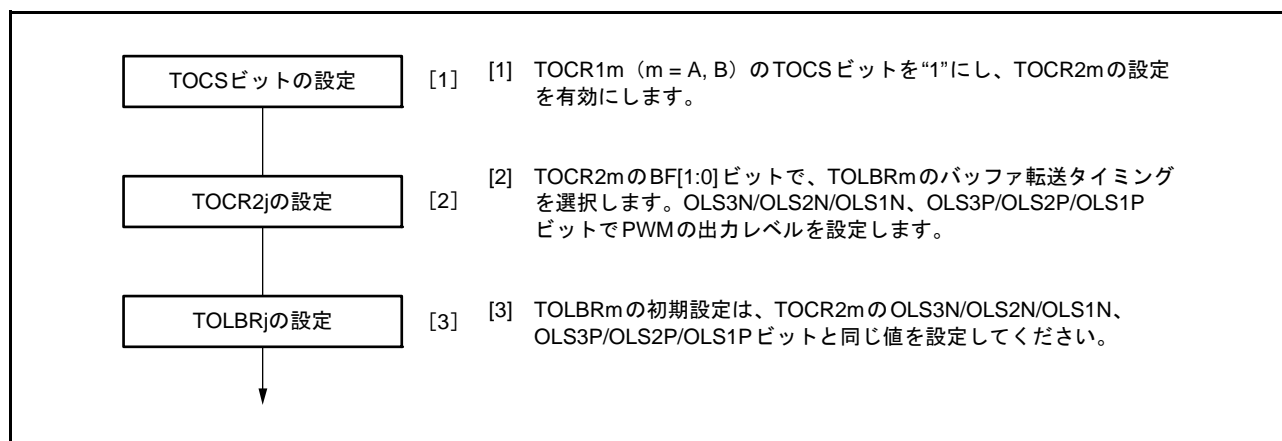 TOCSビットの設定 [1]
[1] TOCR1m（m = A, B）のTOCSビットを“1”にし、TOCR2mの設定
を有効にします。
TOCR2jの設定 [2]
[2] TOCR2mのBF[1:0]ビットで、TOLBRmのバッファ転送タイミング
を選択します。OLS3N/OLS2N/OLS1N、OLS3P/OLS2P/OLS1P
ビットでPWMの出力レベルを設定します。
TOLBRjの設定 [3]
[3] TOLBRmの初期設定は、TOCR2mのOLS3N/OLS2N/OLS1N、
OLS3P/OLS2P/OLS1Pビットと同じ値を設定してください。